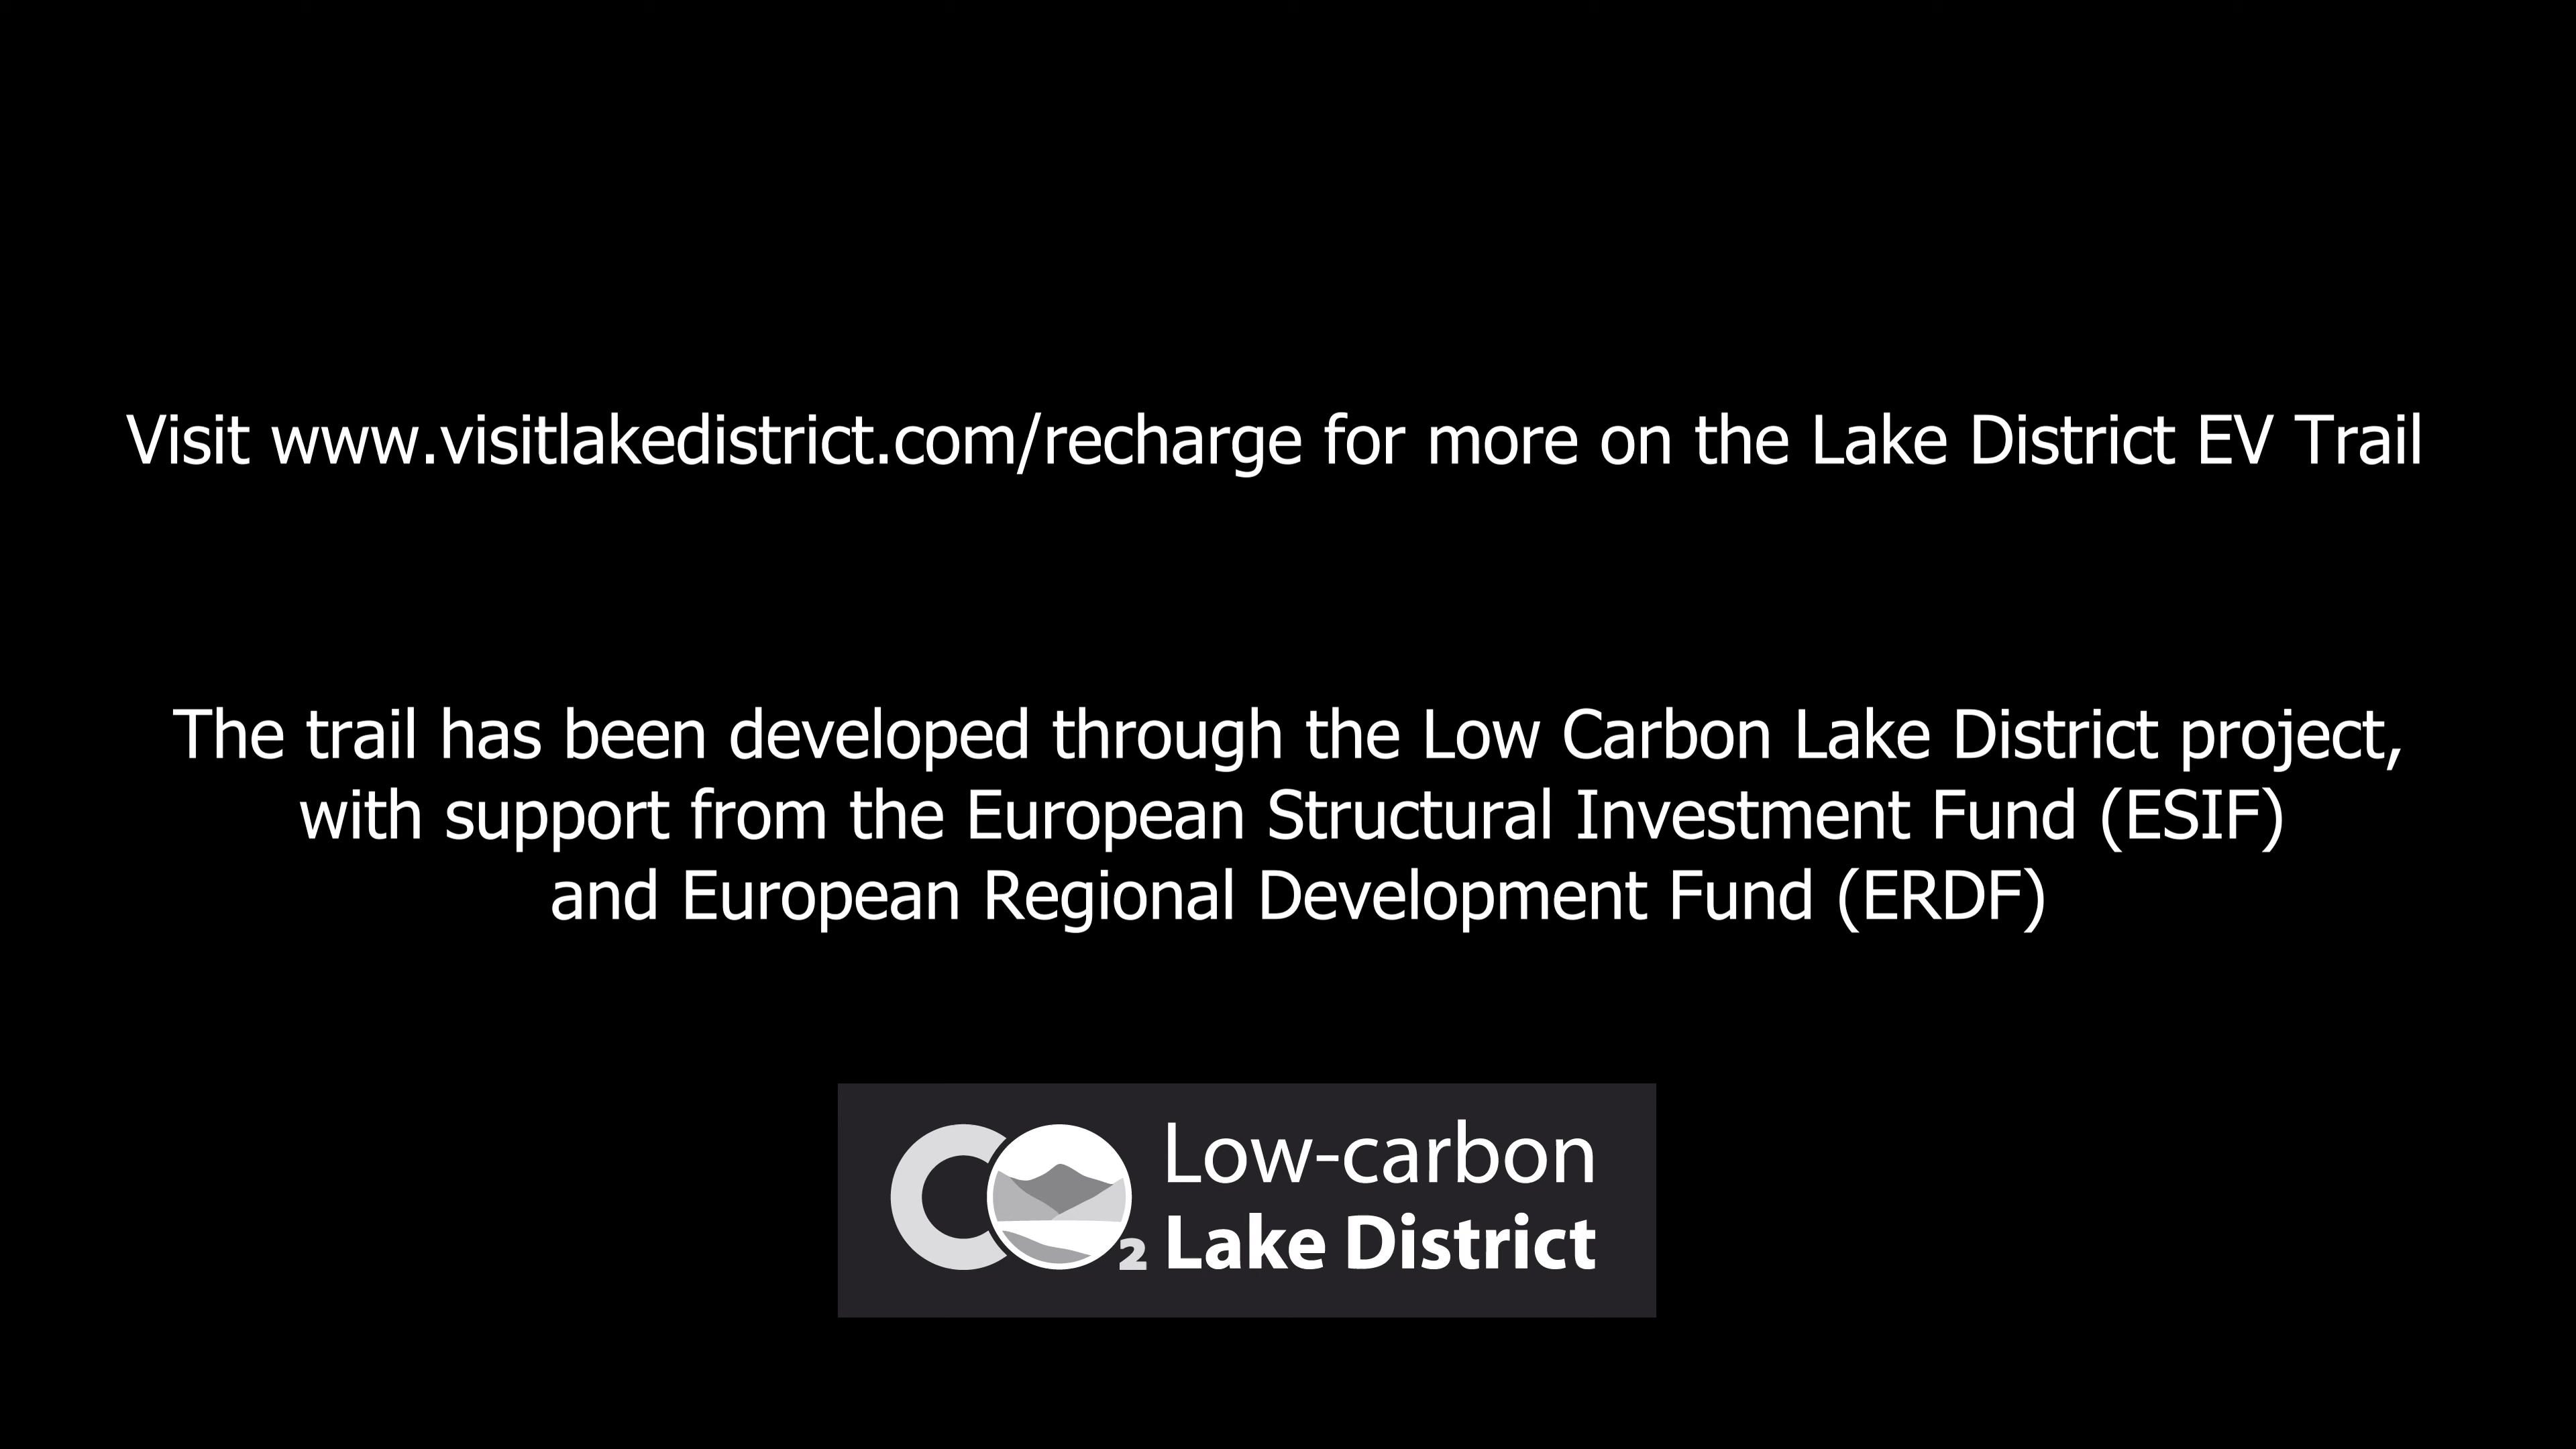 Visit www.visitlakedistrict.com/recharge for more on the Lake District EV Trail
The trail has been developed through the Low Carbon Lake District project,
with support from the European Structural Investment Fund (ESIF)
and European Regional Development Fund (ERDF)
CO₂ Low-carbon
Lake District